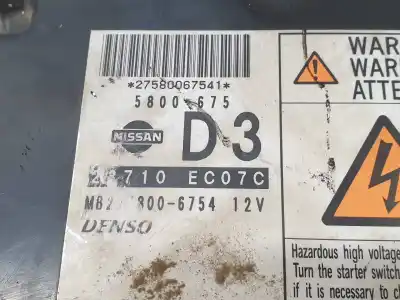 *27580067541*
5800-675
NISSAN D3
710 EC07C
MB2 800-6754 12V
DENSO
WAR
WAR
ATTE
Hazardous high voltage
Turn the starter switch
if it is necessary to